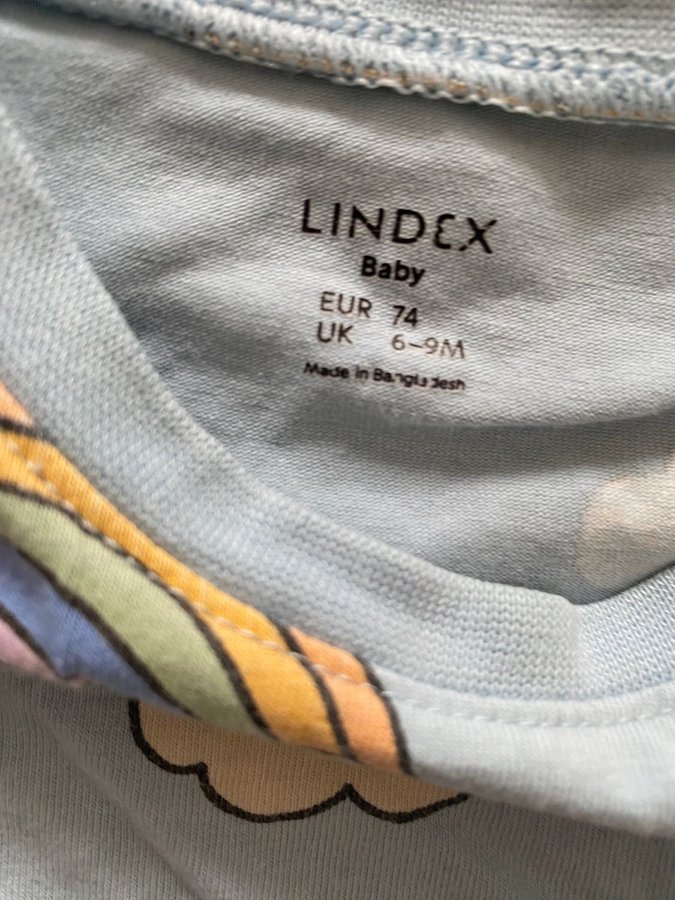 LINDEX
Baby
EUR 74
UK 6-9M
Made in Bangladesh